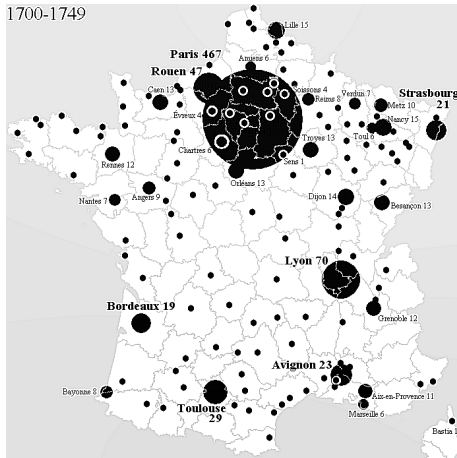 1700-1749
Lille 15
Paris 467
Amiens 6
Rouen 47
Strasbourg
21
Caen 13
Soissons 4
Reims 8
Verdun 7
Metz 10
Nancy 15
Évreux 4
Toul 6
Troyes 13
Chartres 6
Sens 1
Rennes 12
Orléans 13
Nantes 7
Angers 9
Dijon 14
Besançon 13
Lyon 70
Bordeaux 19
Grenoble 12
Avignon 23
Bayonne 8
Toulouse
29
Aix-en-Provence 11
Marseille 6
Bastia